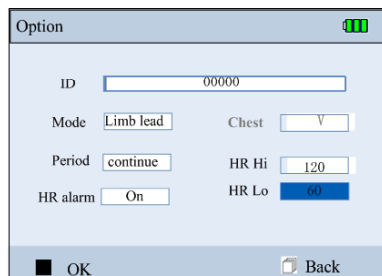 Option
ID 00000
Mode Limb lead Chest V
Period continue HR Hi 120
HR alarm On HR Lo 60
OK Back